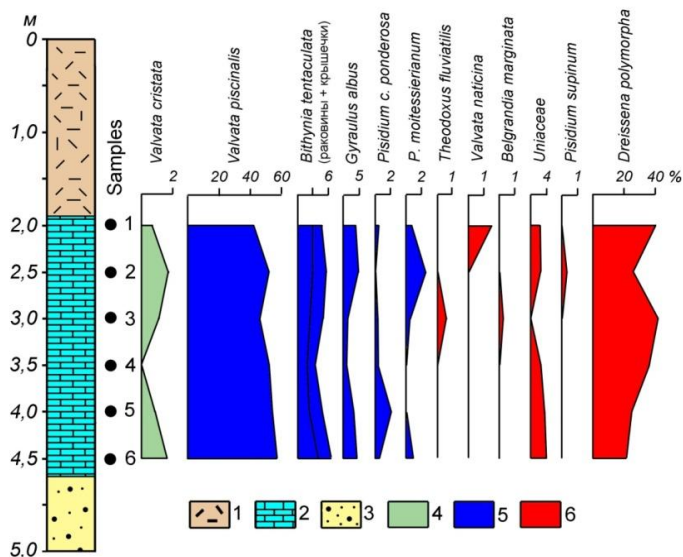 м
0
1,0
2,0
2,5
3,0
3,5
4,0
4,5
5.0
Samples
1
2
3
4
5
6
Valvata cristata
2
Valvata piscinalis
20 40 60
Bithynia tentaculata
(раковины + крышечки)
6
Gyraulus albus
5
Pisidium c. ponderosa
2
P. moitessierianum
2
Theodoxus fluviatilis
1
Valvata naticina
1
Belgrandia marginata
1
Uniaceae
4
Pisidium supinum
1
Dreissena polymorpha
20 40 %
1 2 3 4 5 6